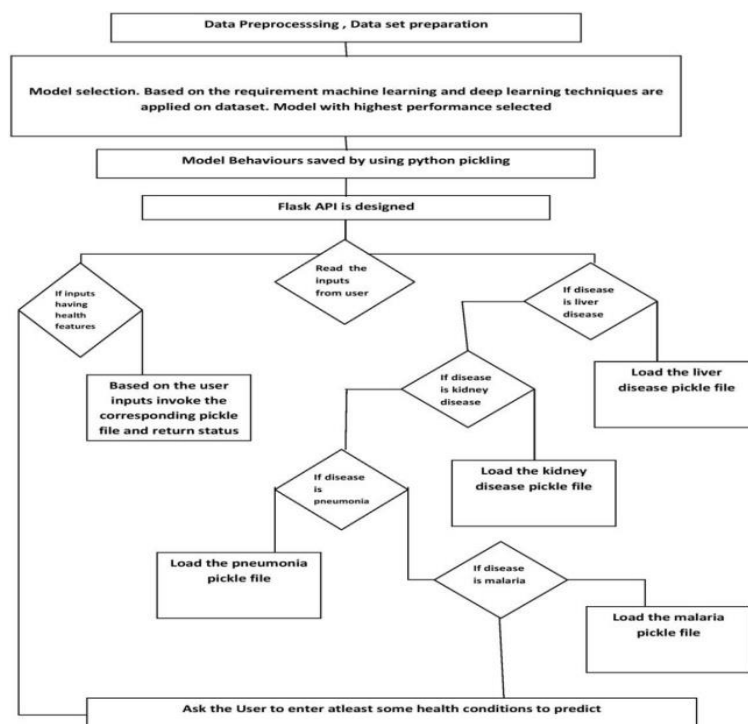 Data Preprocesssing , Data set preparation
Model selection. Based on the requirement machine learning and deep learning techniques are
applied on dataset. Model with highest performance selected
Model Behaviours saved by using python pickling
Flask API is designed
If inputs
having
health
features
Read the
inputs
from user
If disease
is liver
disease
Based on the user
inputs invoke the
corresponding pickle
file and return status
If disease
is kidney
disease
Load the liver
disease pickle file
If disease
is
pneumonia
Load the kidney
disease pickle file
Load the pneumonia
pickle file
If disease
is malaria
Load the malaria
pickle file
Ask the User to enter atleast some health conditions to predict